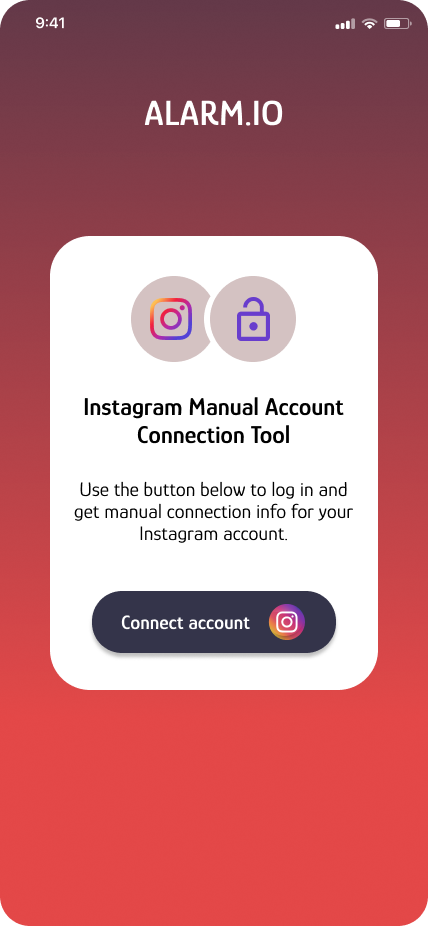 9:41
ALARM.IO
Instagram Manual Account
Connection Tool
Use the button below to log in and
get manual connection info for your
Instagram account.
Connect account